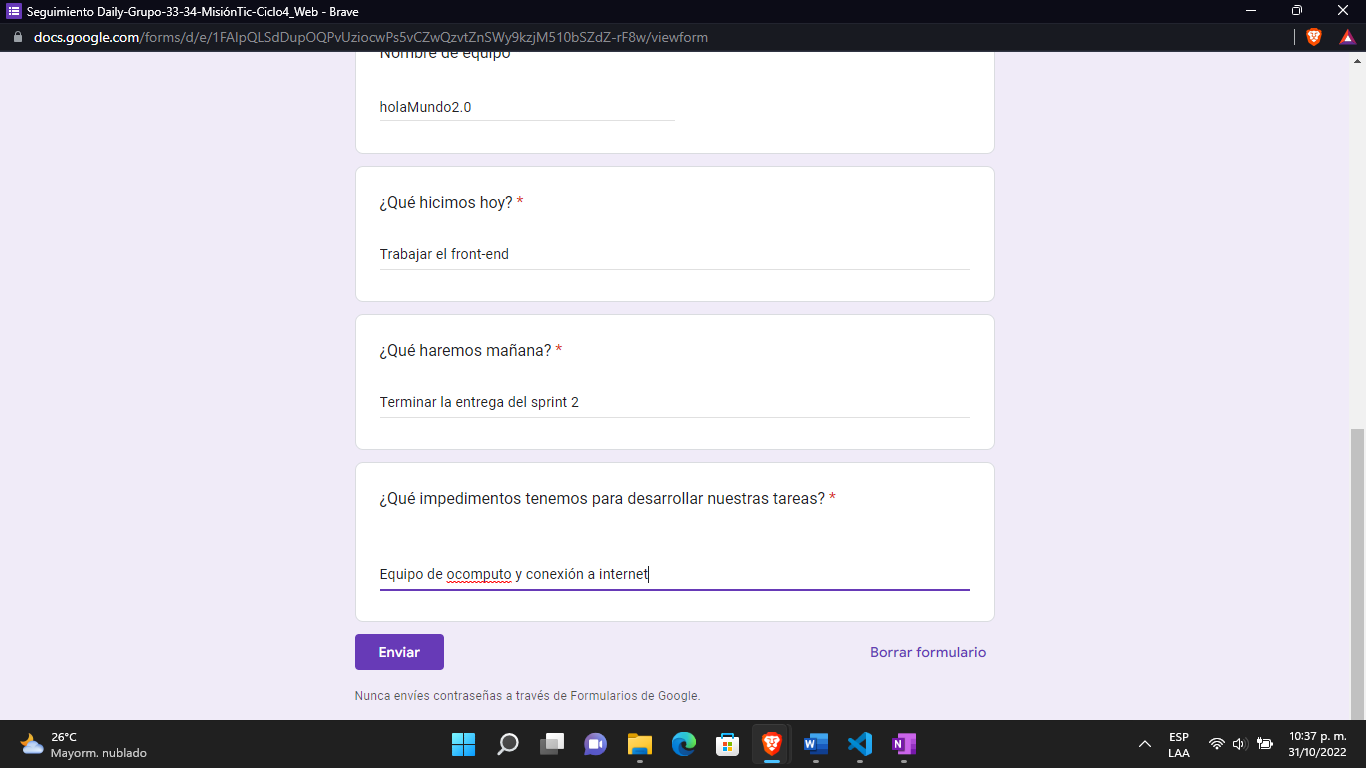 Seguimiento Daily-Grupo-33-34-MisiónTic-Ciclo4_Web - Brave
docs.google.com/forms/d/e/1FAIpQLSdDupOQPvUziocwPs5vCZwQzvtZnSWy9kzjM510bSZdZ-rF8w/viewform
Nombre de equipo
holaMundo2.0
¿Qué hicimos hoy? *
Trabajar el front-end
¿Qué haremos mañana? *
Terminar la entrega del sprint 2
¿Qué impedimentos tenemos para desarrollar nuestras tareas? *
Equipo de ocomputo y conexión a internet
Enviar
Borrar formulario
Nunca envíes contraseñas a través de Formularios de Google.
26°C
Mayorm. nublado
ESP
LAA
10:37 p. m.
31/10/2022